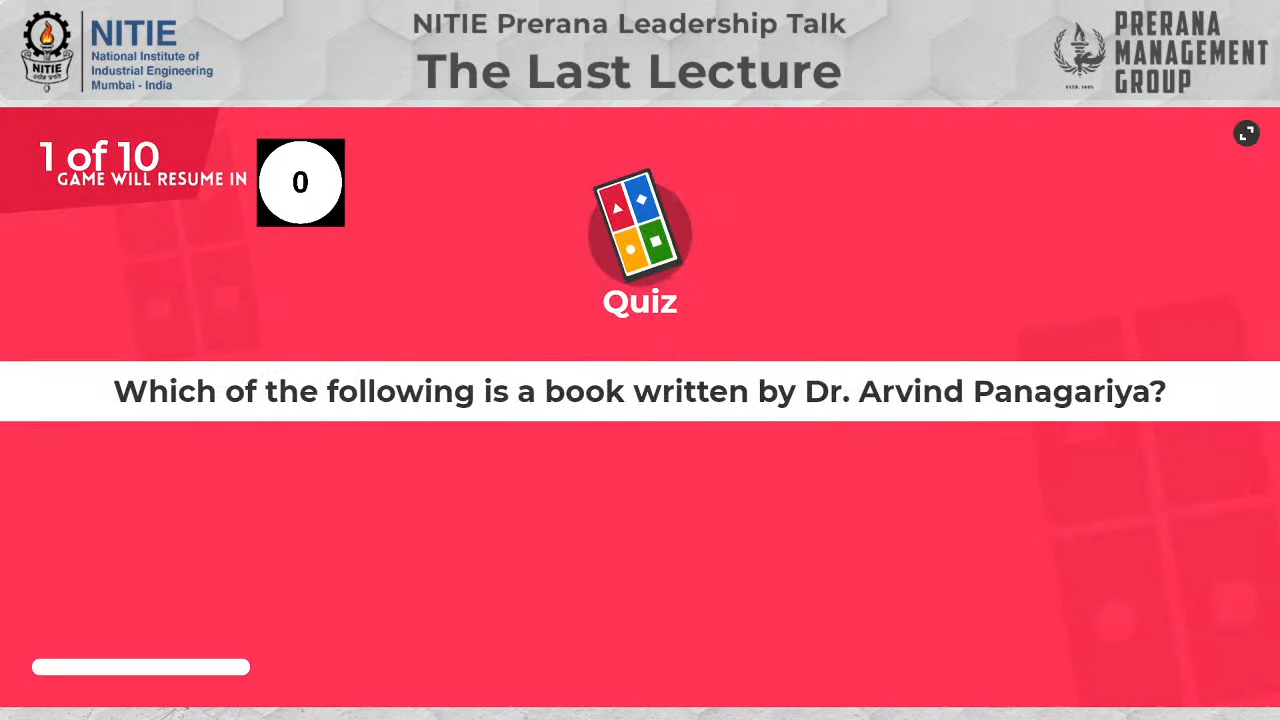 NITIE
National Institute of
Industrial Engineering
Mumbai - India
NITIE
NITIE Prerana Leadership Talk
The Last Lecture
PRERANA
MANAGEMENT
GROUP
1 of 10
GAME WILL RESUME IN
0
Quiz
Which of the following is a book written by Dr. Arvind Panagariya?